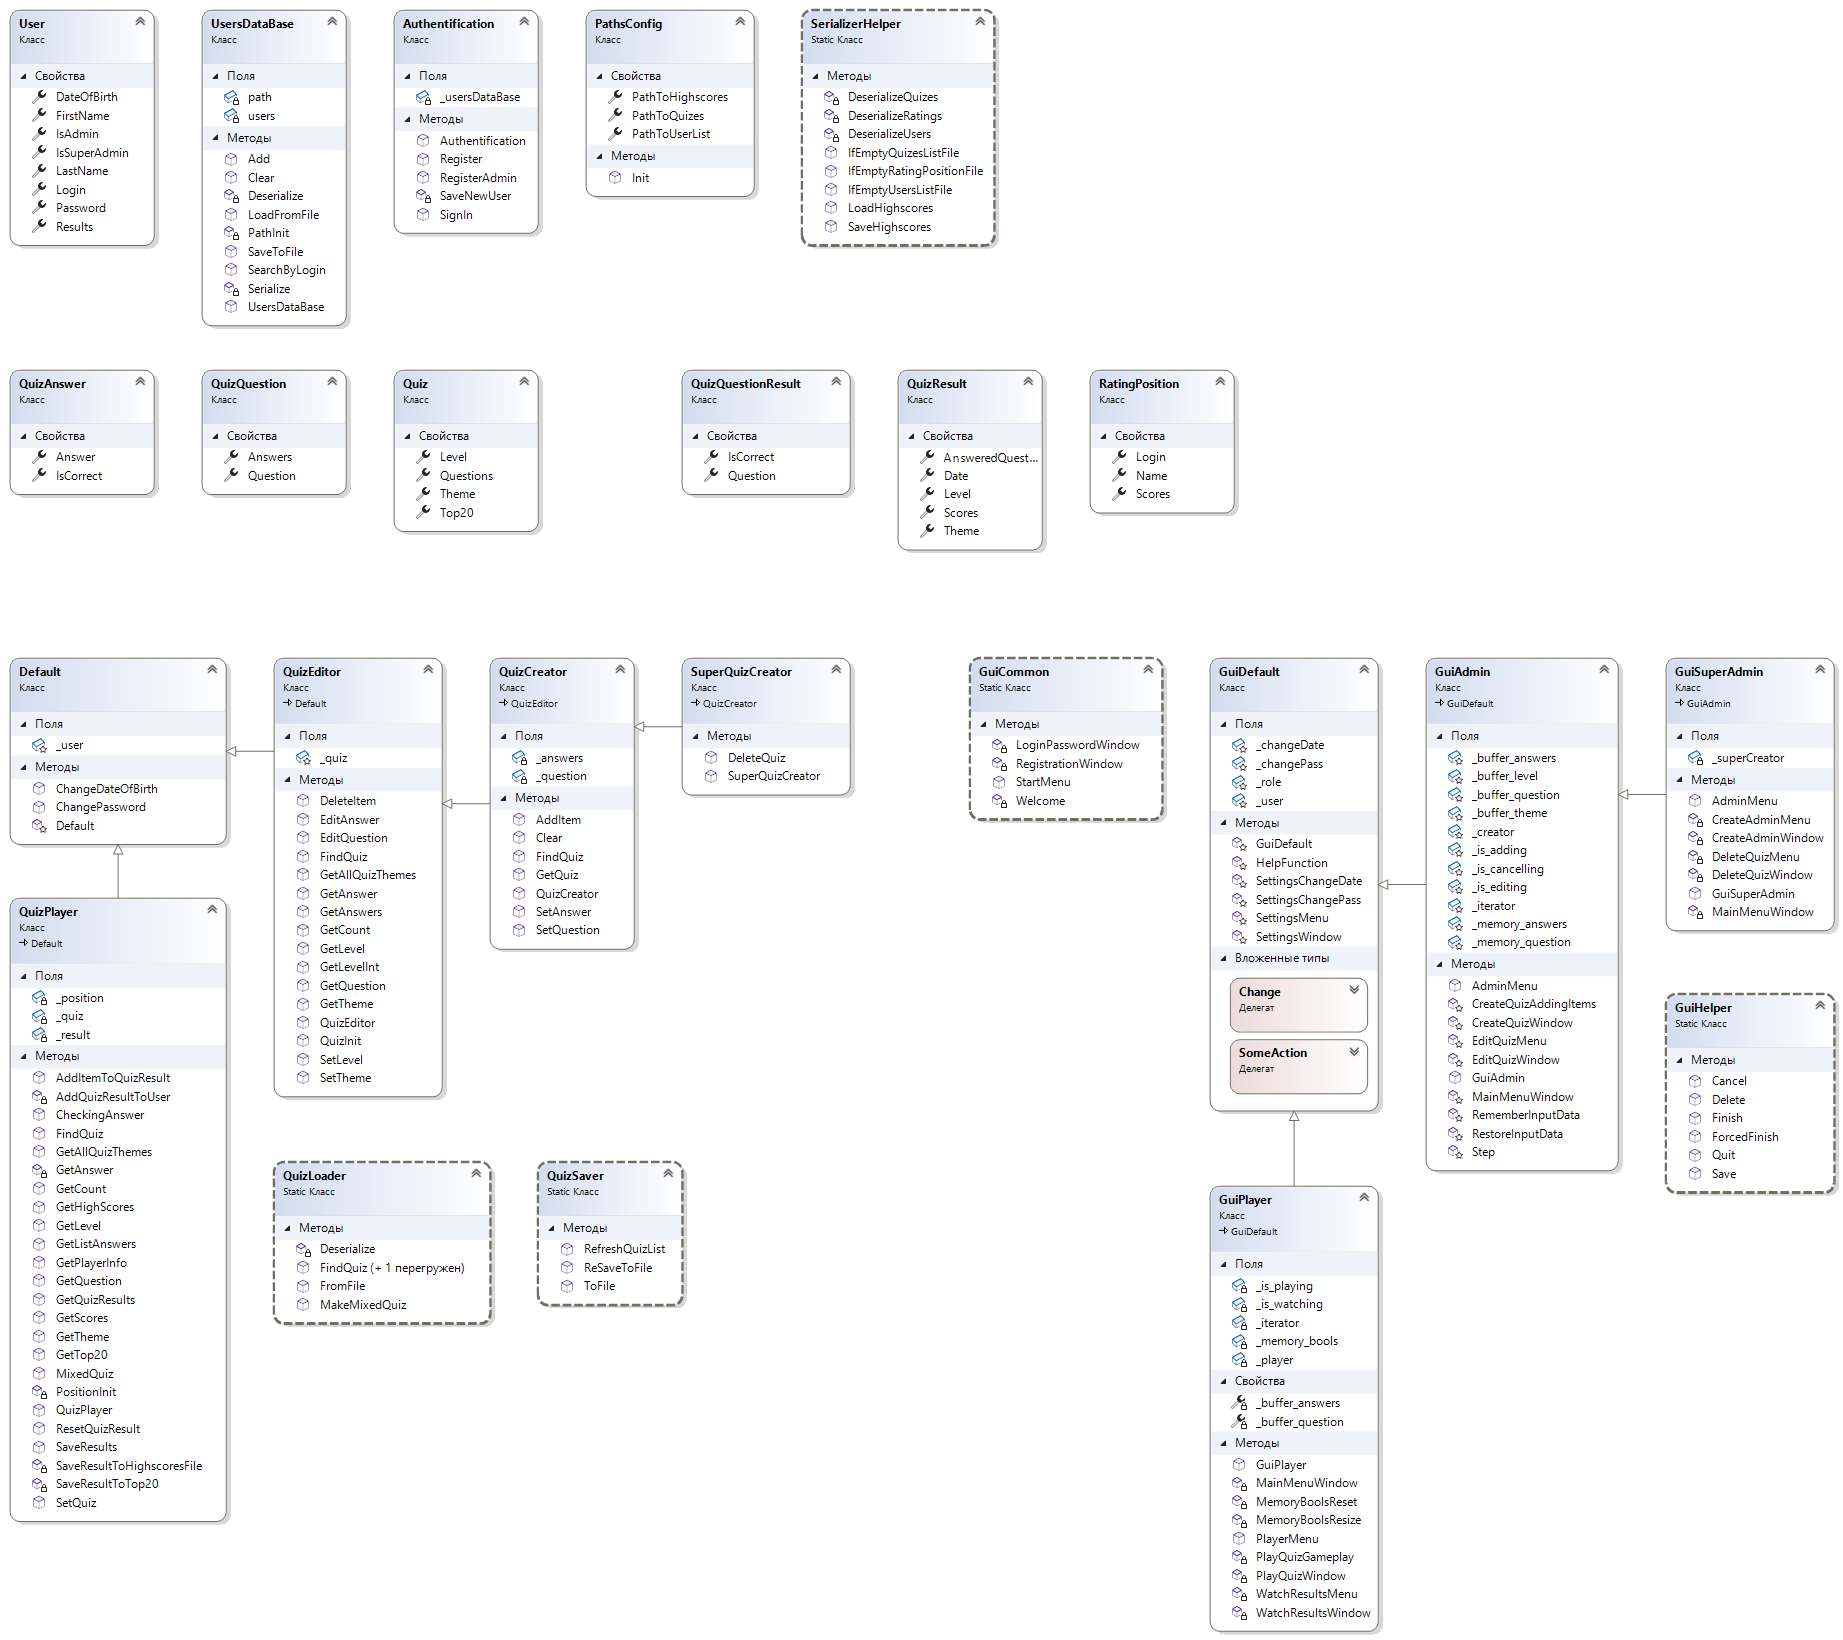 User
Класс
Свойства
DateOfBirth
FirstName
IsAdmin
IsSuperAdmin
LastName
Login
Password
Results
UsersDataBase
Класс
Поля
path
users
Методы
Add
Clear
Deserialize
LoadFromFile
PathInit
SaveToFile
SearchByLogin
Serialize
UsersDataBase
Authentification
Класс
Поля
_usersDataBase
Методы
Authentification
Register
RegisterAdmin
SaveNewUser
SignIn
PathsConfig
Класс
Свойства
PathToHighscores
PathToQuizes
PathToUserList
Методы
Init
SerializerHelper
Static Класс
Методы
DeserializeQuizes
DeserializeRatings
DeserializeUsers
IfEmptyQuizesListFile
IfEmptyRatingPositionFile
IfEmptyUsersListFile
LoadHighscores
SaveHighscores
QuizAnswer
Класс
Свойства
Answer
IsCorrect
QuizQuestion
Класс
Свойства
Answers
Question
Quiz
Класс
Свойства
Level
Questions
Theme
Top20
QuizQuestionResult
Класс
Свойства
IsCorrect
Question
QuizResult
Класс
Свойства
AnsweredQuest...
Date
Level
Scores
Theme
RatingPosition
Класс
Свойства
Login
Name
Scores
Default
Класс
Поля
_user
Методы
ChangeDateOfBirth
ChangePassword
Default
QuizEditor
Класс
Default
Поля
_quiz
Методы
DeleteItem
EditAnswer
EditQuestion
FindQuiz
GetAllQuizThemes
GetAnswer
GetAnswers
GetCount
GetLevel
GetLevelInt
GetQuestion
GetTheme
QuizEditor
QuizInit
SetLevel
SetTheme
QuizCreator
Класс
QuizEditor
Поля
_answers
_question
Методы
AddItem
Clear
FindQuiz
GetQuiz
QuizCreator
SetAnswer
SetQuestion
SuperQuizCreator
Класс
QuizCreator
Методы
DeleteQuiz
SuperQuizCreator
GuiCommon
Static Класс
Методы
LoginPasswordWindow
RegistrationWindow
StartMenu
Welcome
GuiDefault
Класс
Поля
_changeDate
_changePass
_role
_user
Методы
GuiDefault
HelpFunction
SettingsChangeDate
SettingsChangePass
SettingsMenu
SettingsWindow
Вложенные типы
Change
Делегат
SomeAction
Делегат
GuiAdmin
Класс
GuiDefault
Поля
_buffer_answers
_buffer_level
_buffer_question
_buffer_theme
_creator
_is_adding
_is_cancelling
_is_editing
_iterator
_memory_answers
_memory_question
Методы
AdminMenu
CreateQuizAddingItems
CreateQuizWindow
EditQuizMenu
EditQuizWindow
GuiAdmin
MainMenuWindow
RememberInputData
RestoreInputData
Step
GuiSuperAdmin
Класс
GuiAdmin
Поля
_superCreator
Методы
AdminMenu
CreateAdminMenu
CreateAdminWindow
DeleteQuizMenu
DeleteQuizWindow
GuiSuperAdmin
MainMenuWindow
QuizPlayer
Класс
Default
Поля
_position
_quiz
_result
Методы
AddItemToQuizResult
AddQuizResultToUser
CheckingAnswer
FindQuiz
GetAllQuizThemes
GetAnswer
GetCount
GetHighScores
GetLevel
GetListAnswers
GetPlayerInfo
GetQuestion
GetQuizResults
GetScores
GetTheme
GetTop20
MixedQuiz
PositionInit
QuizPlayer
ResetQuizResult
SaveResults
SaveResultToHighscoresFile
SaveResultToTop20
SetQuiz
QuizLoader
Static Класс
Методы
Deserialize
FindQuiz (+ 1 перегружен)
FromFile
MakeMixedQuiz
QuizSaver
Static Класс
Методы
RefreshQuizList
ReSaveToFile
ToFile
GuiHelper
Static Класс
Методы
Cancel
Delete
Finish
ForcedFinish
Quit
Save
GuiPlayer
Класс
GuiDefault
Поля
_is_playing
_is_watching
_iterator
_memory_bools
_player
Свойства
_buffer_answers
_buffer_question
Методы
GuiPlayer
MainMenuWindow
MemoryBoolsReset
MemoryBoolsResize
PlayerMenu
PlayQuizGameplay
PlayQuizWindow
WatchResultsMenu
WatchResultsWindow